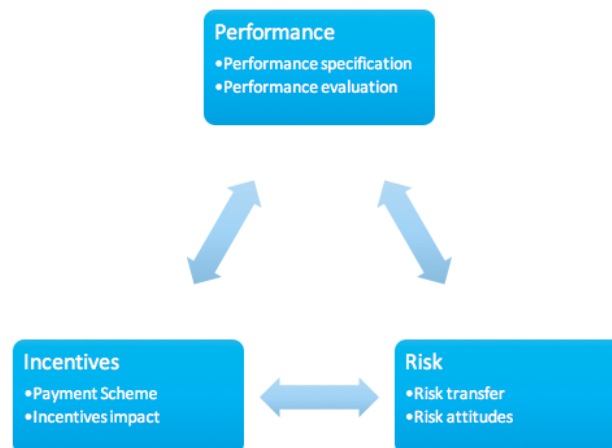 Performance
•Performance specification
•Performance evaluation
Incentives
•Payment Scheme
•Incentives impact
Risk
•Risk transfer
•Risk attitudes